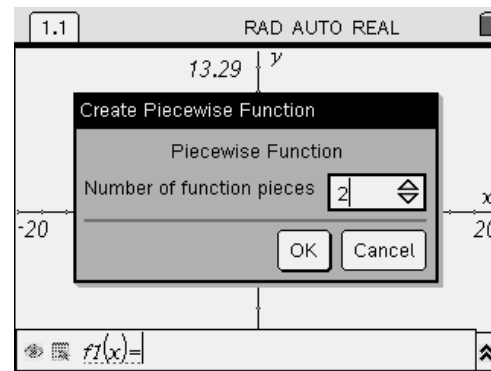 1.1 RAD AUTO REAL
13.29 y
Create Piecewise Function
Piecewise Function
Number of function pieces 2
x
-20 20
OK Cancel
f1(x)=